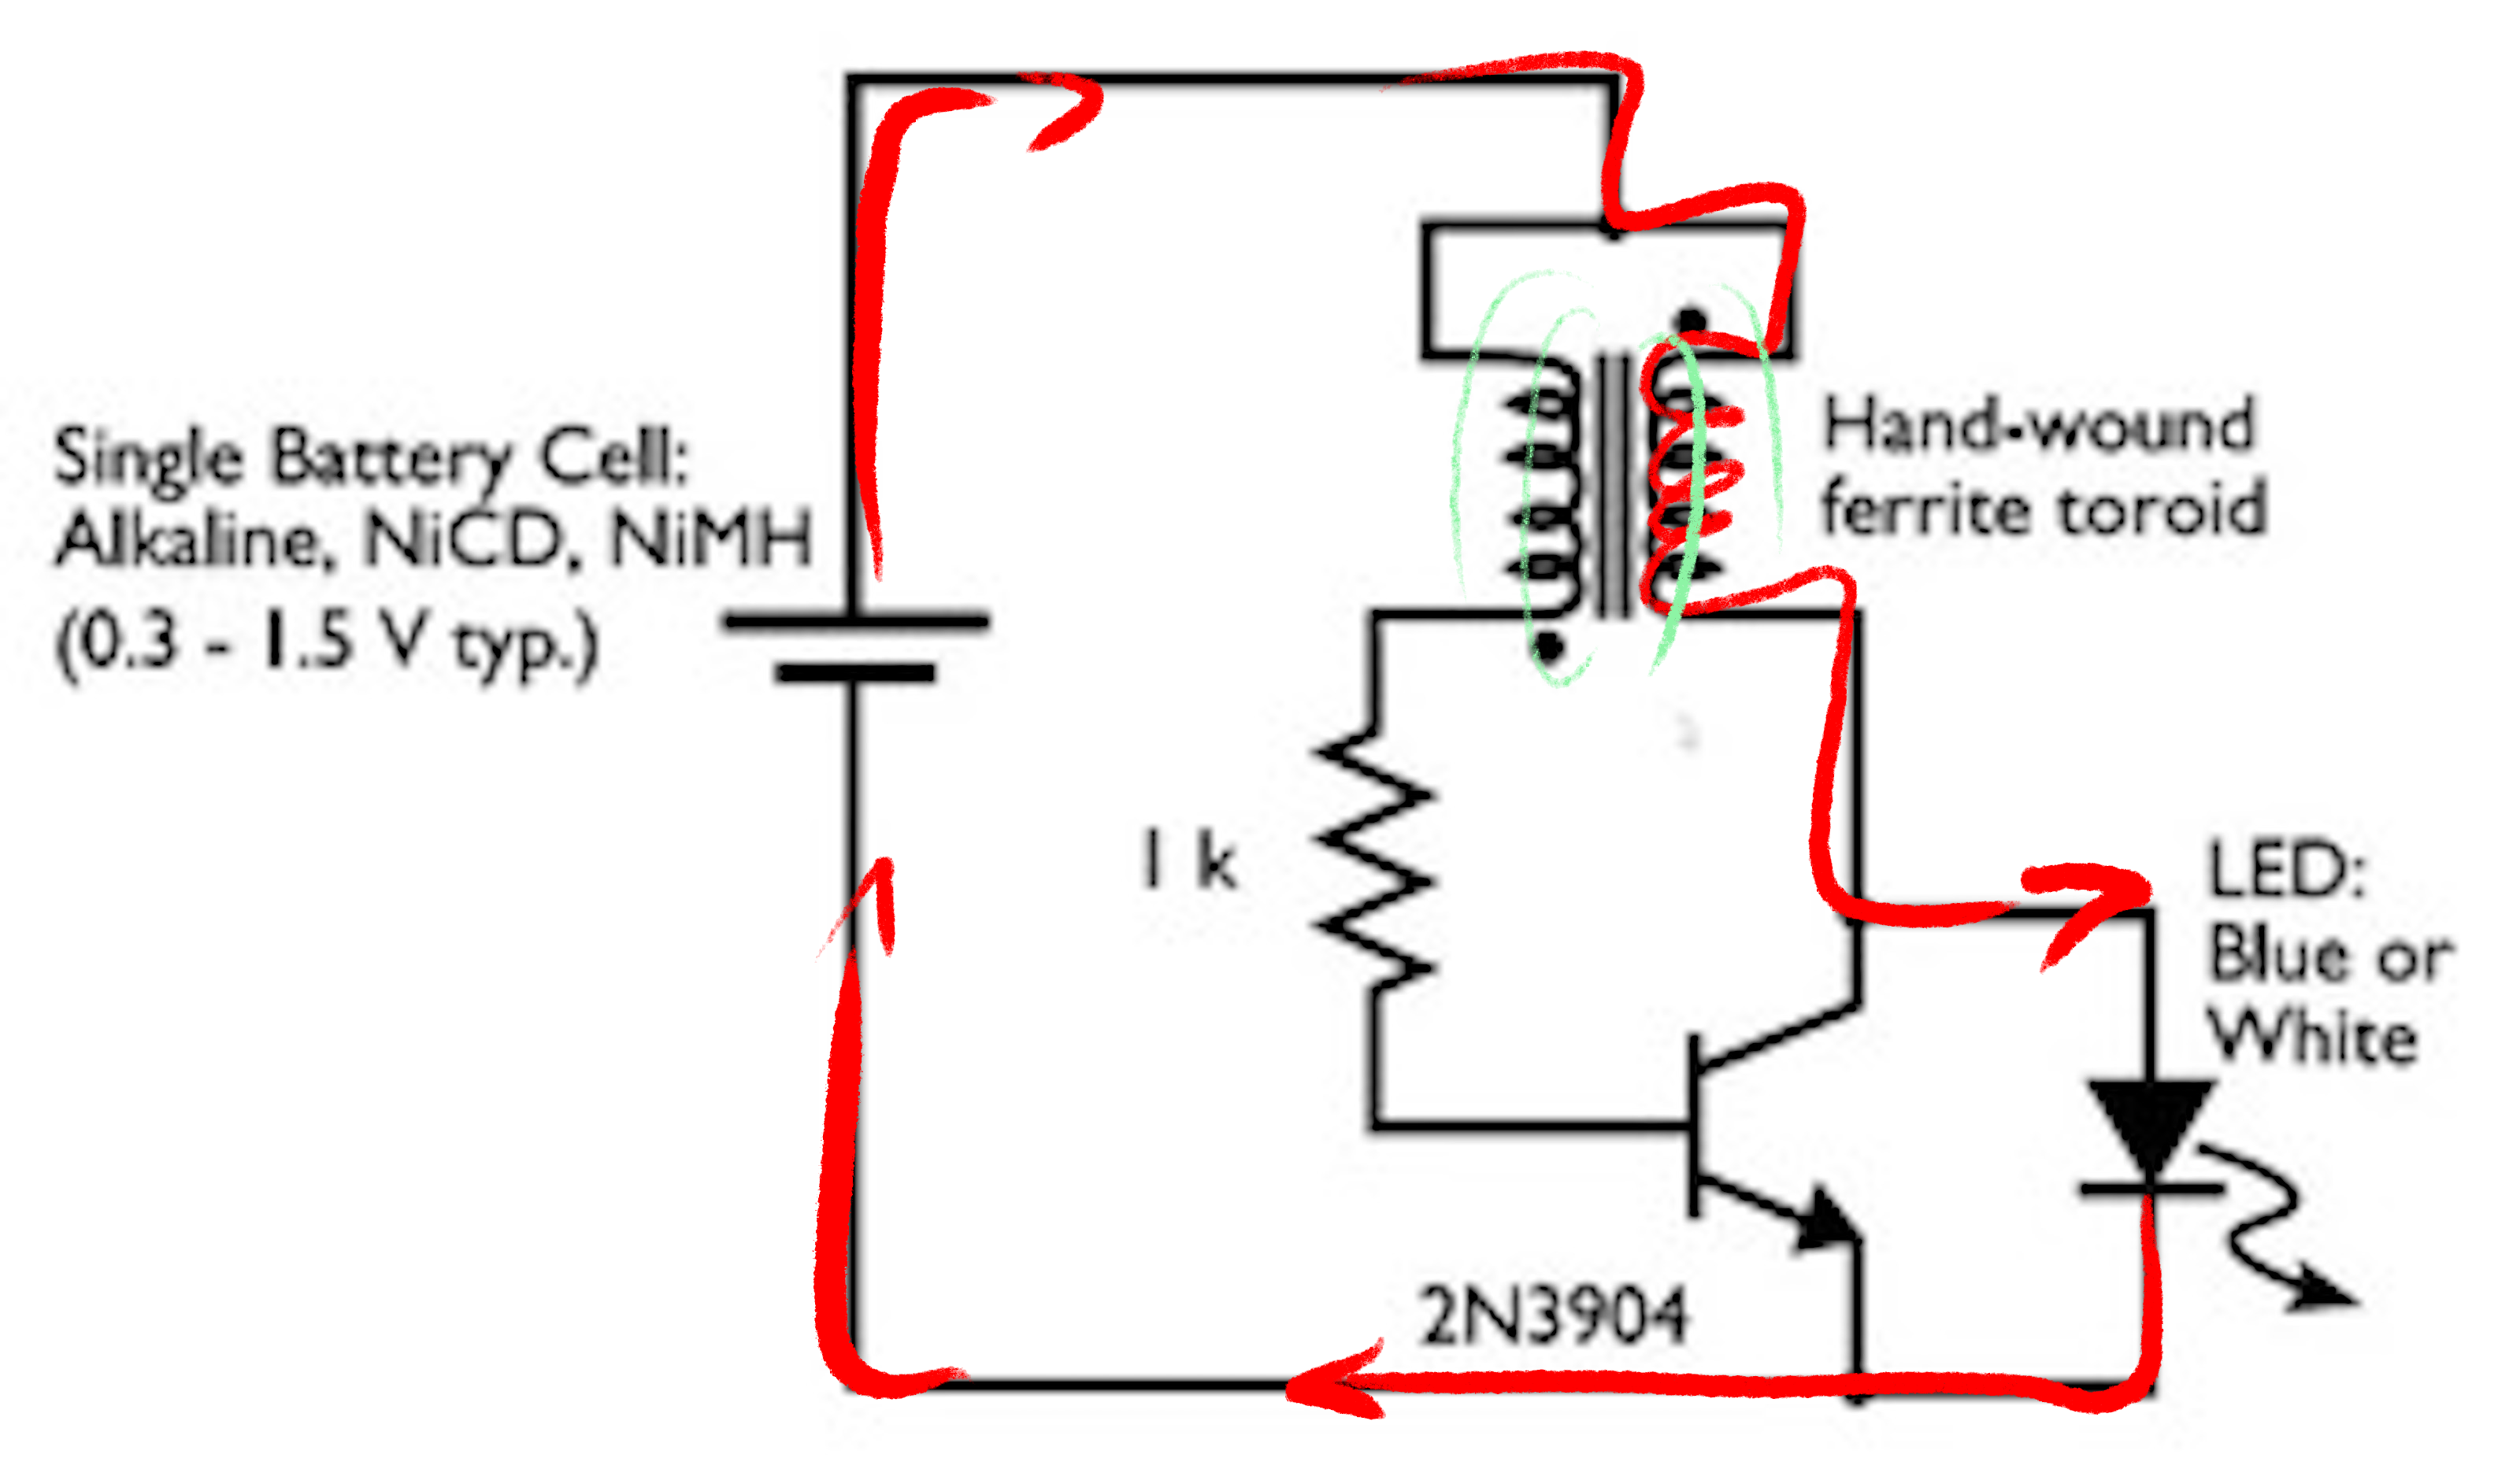 Single Battery Cell:
Alkaline, NiCD, NiMH
(0.3 - 1.5 V typ.)
Hand-wound
ferrite toroid
1 k
LED:
Blue or
White
2N3904